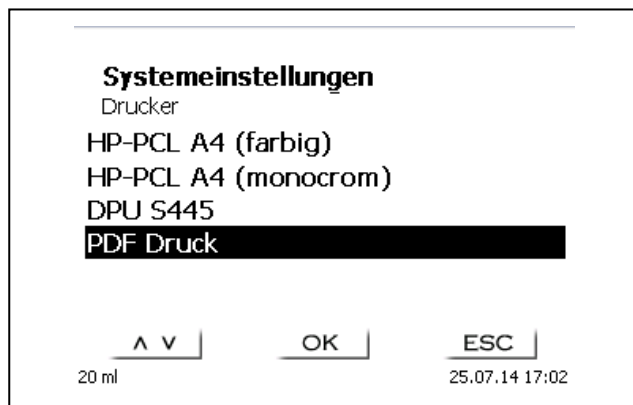 Systemeinstellungen
Drucker
HP-PCL A4 (farbig)
HP-PCL A4 (monocrom)
DPU S445
PDF Druck
∧ ∨ OK ESC
20 ml 25.07.14 17:02